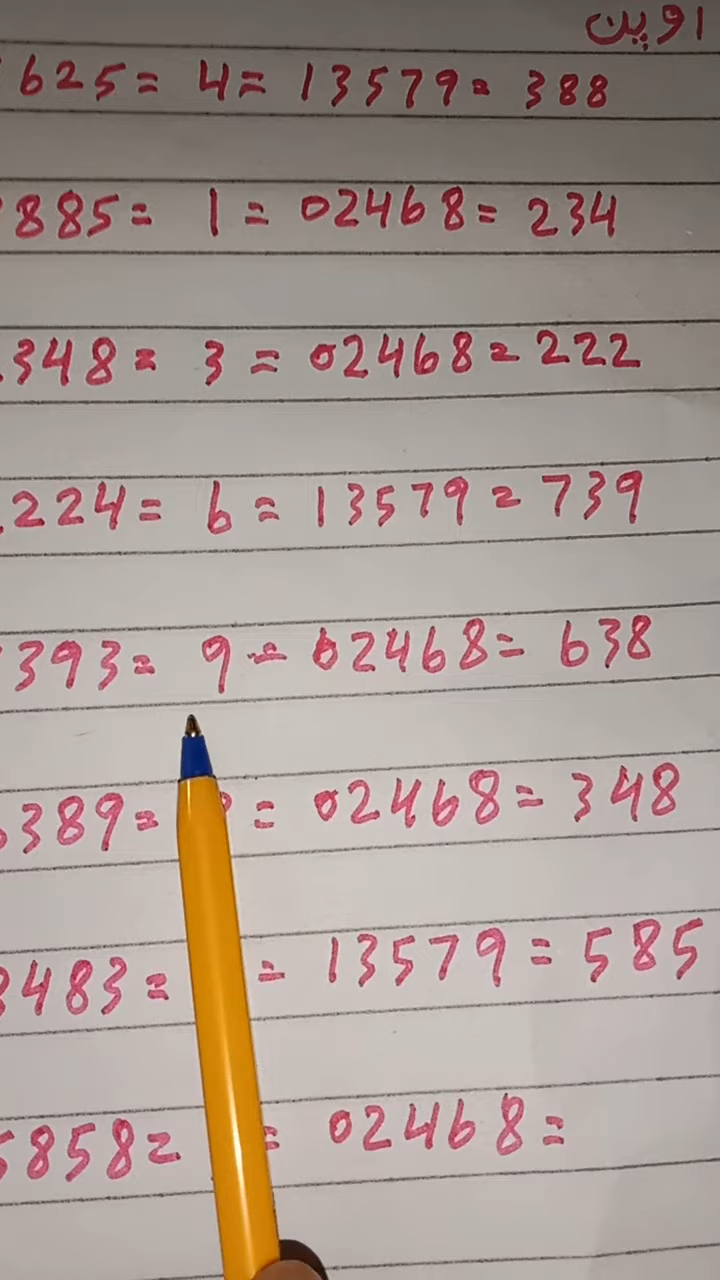 اوپن
625= 4= 13579= 388
885= 1= 02468= 234
348= 3= 02468= 222
224= 6= 13579= 739
393= 9= 02468= 638
389= = 02468= 348
483= = 13579= 585
858= = 02468=